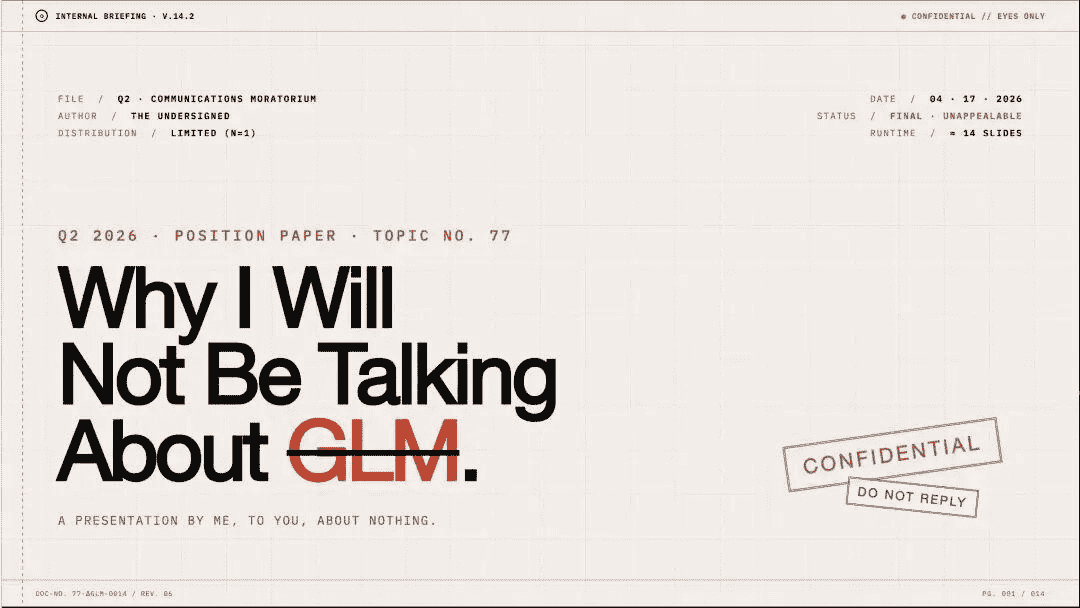 INTERNAL BRIEFING · V.14.2
CONFIDENTIAL // EYES ONLY
FILE / Q2 · COMMUNICATIONS MORATORIUM
AUTHOR / THE UNDERSIGNED
DISTRIBUTION / LIMITED (N=1)
DATE / 04 · 17 · 2026
STATUS / FINAL · UNAPPEALABLE
RUNTIME / ≈ 14 SLIDES
Q2 2026 · POSITION PAPER · TOPIC NO. 77
Why I Will
Not Be Talking
About GLM.
A PRESENTATION BY ME, TO YOU, ABOUT NOTHING.
CONFIDENTIAL
DO NOT REPLY
/ REV. 06
PG. 001 / 014